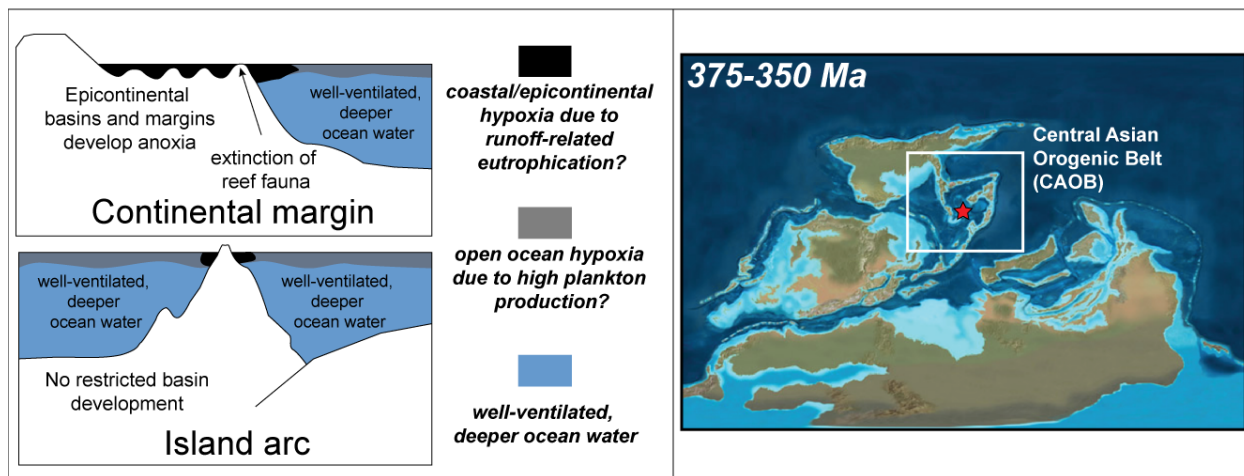 Epicontinental
basins and margins
develop anoxia
well-ventilated,
deeper
ocean water
extinction of
reef fauna
Continental margin
well-ventilated,
deeper
ocean water
well-ventilated,
deeper
ocean water
No restricted basin
development
Island arc
coastal/epicontinental
hypoxia due to
runoff-related
eutrophication?
open ocean hypoxia
due to high plankton
production?
well-ventilated,
deeper ocean water
375-350 Ma
Central Asian
Orogenic Belt
(CAOB)